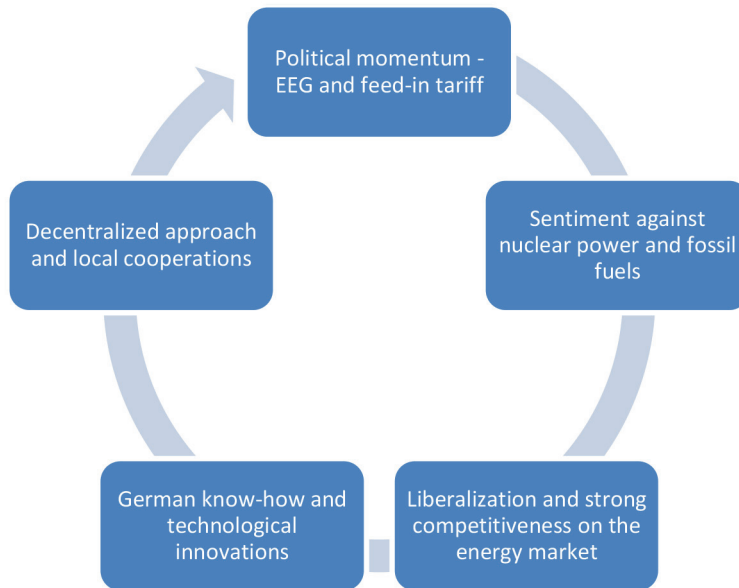 Political momentum -
EEG and feed-in tariff
Sentiment against
nuclear power and fossil
fuels
Liberalization and strong
competitiveness on the
energy market
German know-how and
technological
innovations
Decentralized approach
and local cooperations